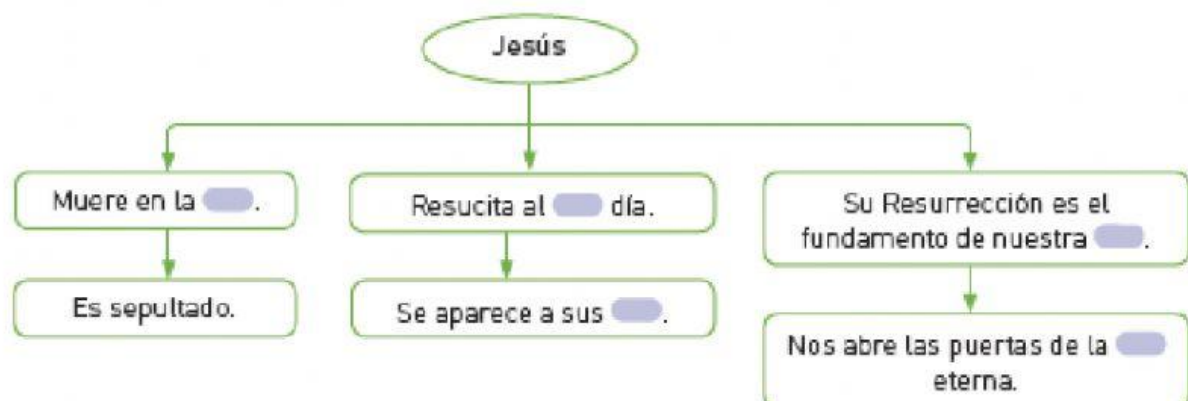 Jesús
Muere en la .
Es sepultado.
Resucita al día.
Se aparece a sus .
Su Resurrección es el
fundamento de nuestra .
Nos abre las puertas de la
eterna.